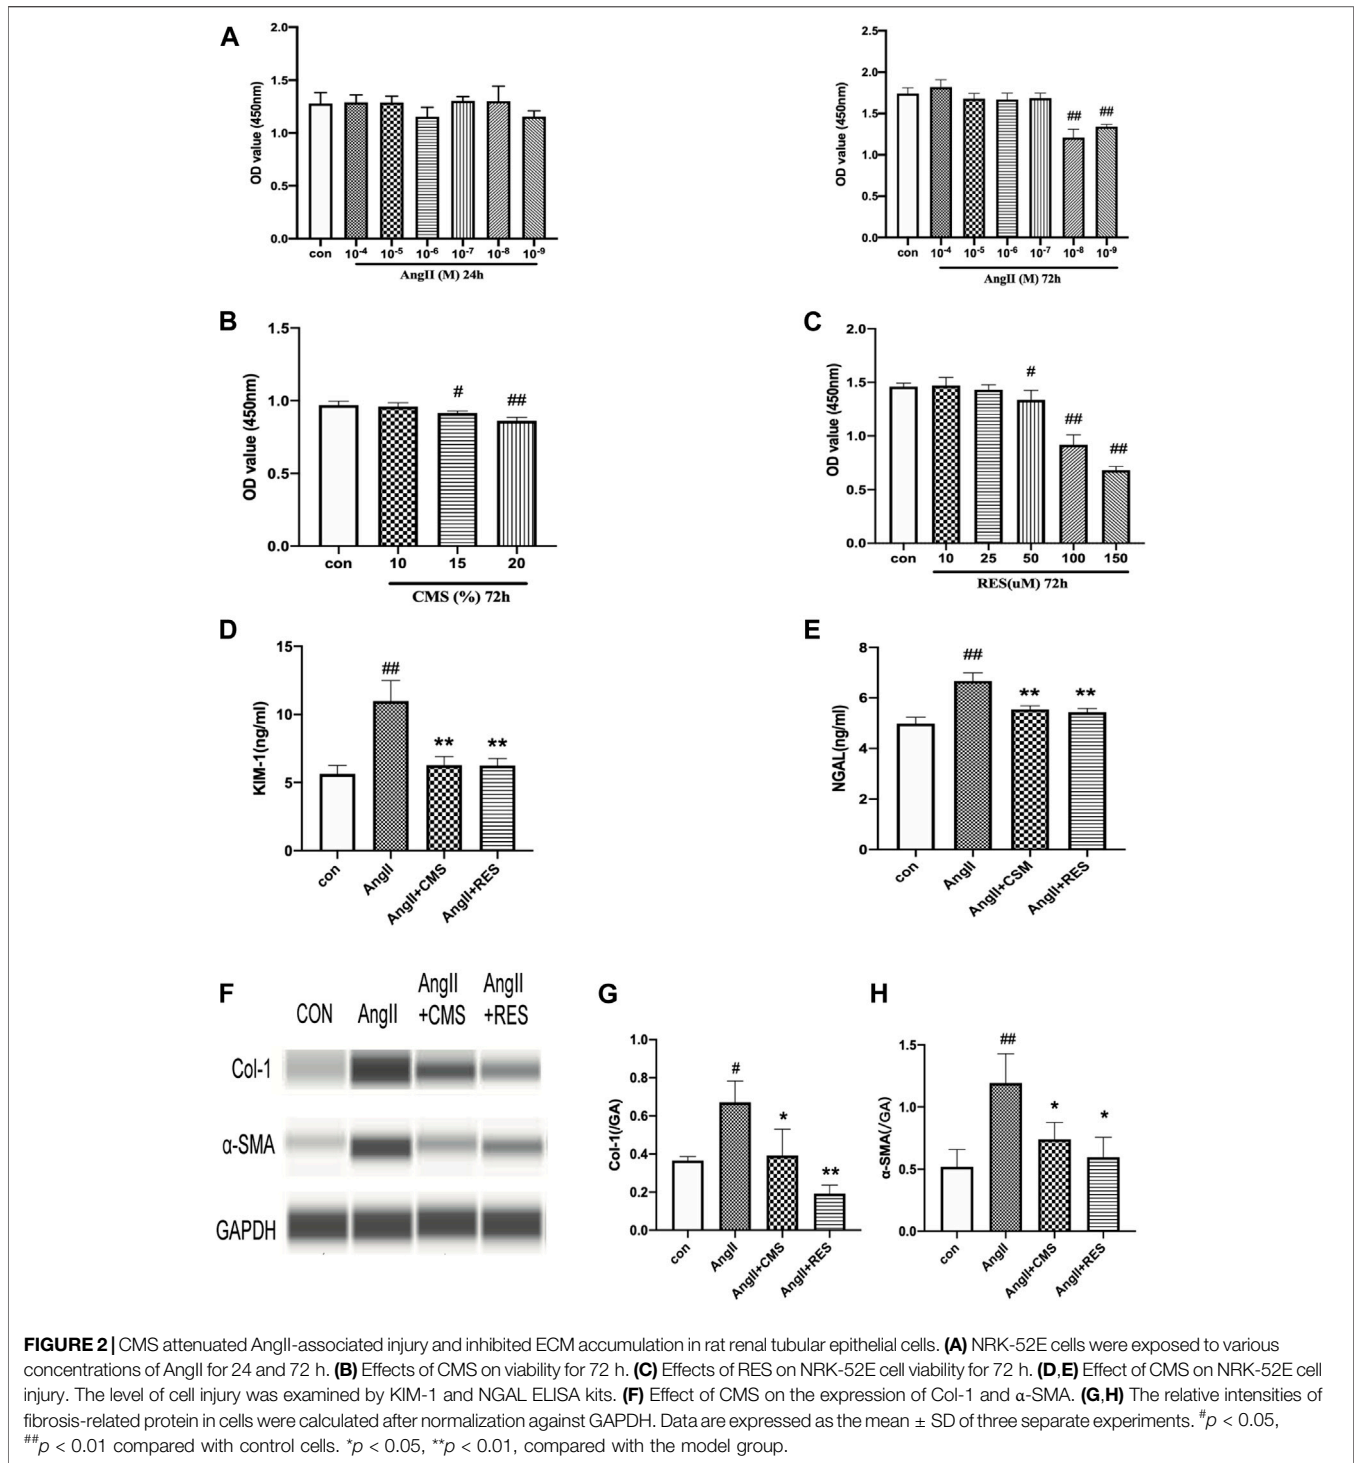 A
OD value (450nm)
2.0
1.5
1.0
0.5
0.0
con 10-4 10-5 10-6 10-7 10-8 10-9
AngII (M) 24h
OD value (450nm)
2.5
2.0
1.5
1.0
0.5
0.0
## ##
con 10-4 10-5 10-6 10-7 10-8 10-9
AngII (M) 72h
B
OD value (450nm)
1.5
1.0
0.5
0.0
# ##
con 10 15 20
CMS (%) 72h
C
OD value (450nm)
2.0
1.5
1.0
0.5
0.0
# ## ##
con 10 25 50 100 150
RES(uM) 72h
D
KIM-1(ng/ml)
15
10
5
0
## ** **
con AngII AngII+CMS AngII+RES
E
NGAL(ng/ml)
8
6
4
2
0
## ** **
con AngII AngII+CSM AngII+RES
F
CON AngII AngII +CMS AngII +RES
Col-1
α-SMA
GAPDH
G
Col-1(/GA)
1.0
0.8
0.6
0.4
0.2
0.0
# * **
con AngII AngII+CMS AngII+RES
H
α-SMA(/GA)
1.5
1.0
0.5
0.0
## * *
con AngII AngII+CMS AngII+RES
FIGURE 2 | CMS attenuated AngII-associated injury and inhibited ECM accumulation in rat renal tubular epithelial cells. (A) NRK-52E cells were exposed to various
concentrations of AngII for 24 and 72 h. (B) Effects of CMS on viability for 72 h. (C) Effects of RES on NRK-52E cell viability for 72 h. (D,E) Effect of CMS on NRK-52E cell
injury. The level of cell injury was examined by KIM-1 and NGAL ELISA kits. (F) Effect of CMS on the expression of Col-1 and α-SMA. (G,H) The relative intensities of
fibrosis-related protein in cells were calculated after normalization against GAPDH. Data are expressed as the mean ± SD of three separate experiments. #p < 0.05,
##p < 0.01 compared with control cells. *p < 0.05, **p < 0.01, compared with the model group.